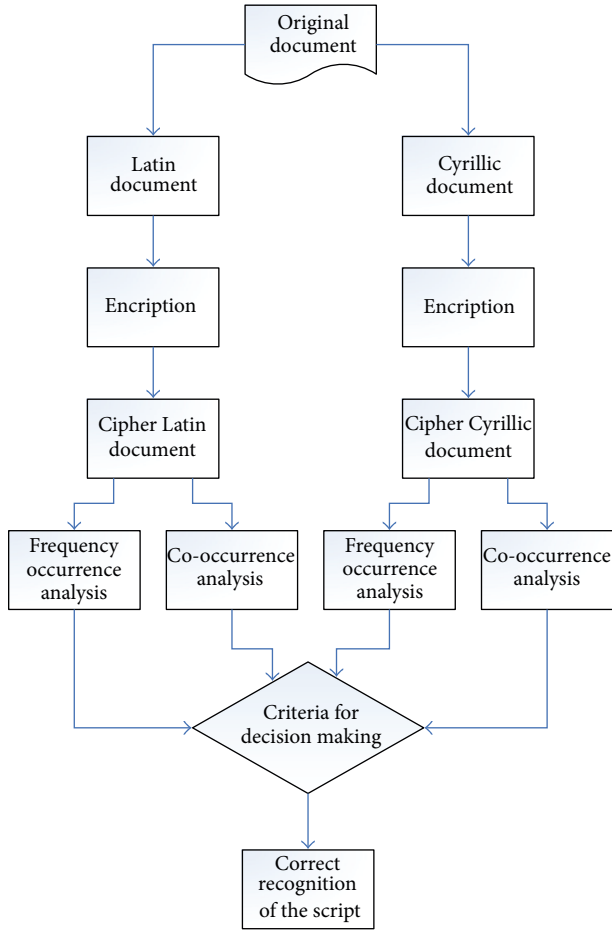 Original
document
Latin
document
Cyrillic
document
Encription
Encription
Cipher Latin
document
Cipher Cyrillic
document
Frequency
occurrence
analysis
Co-occurrence
analysis
Frequency
occurrence
analysis
Co-occurrence
analysis
Criteria for
decision making
Correct
recognition
of the script